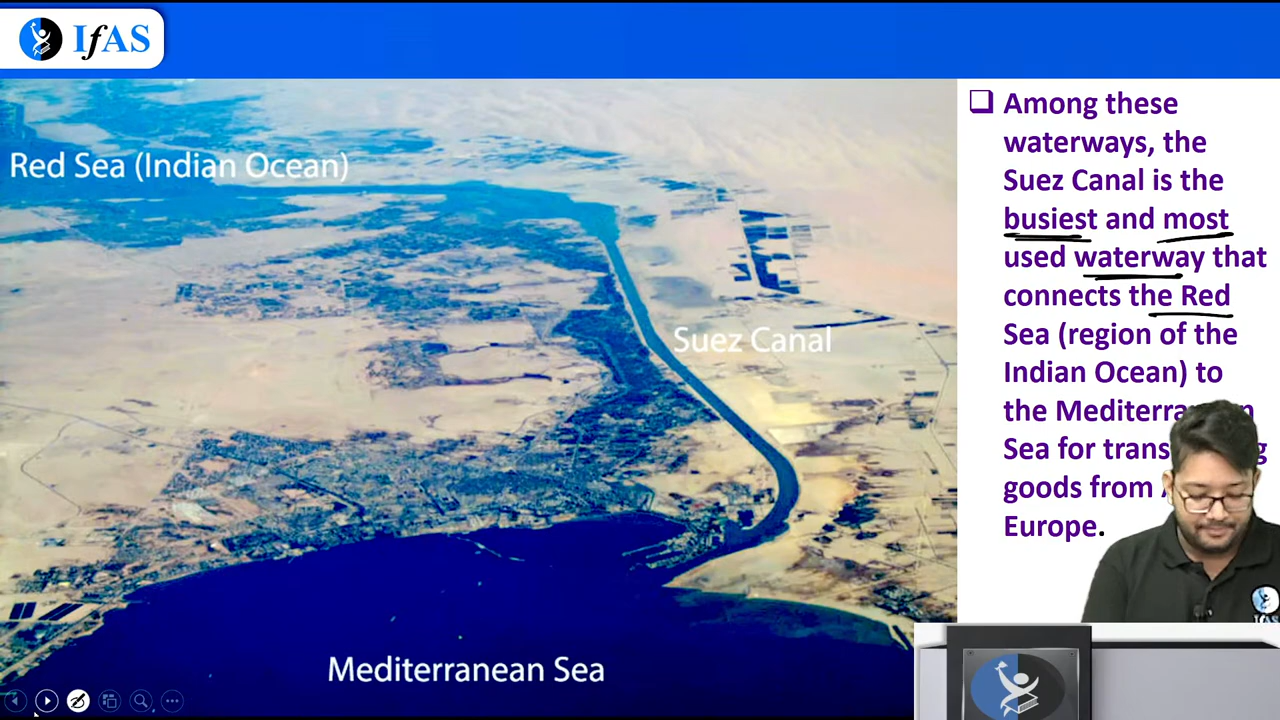 IfAS
Red Sea (Indian Ocean)
Suez Canal
Mediterranean Sea
❑ Among these
waterways, the
Suez Canal is the
busiest and most
used waterway that
connects the Red
Sea (region of the
Indian Ocean) to
the
Sea for
goods from
Europe.